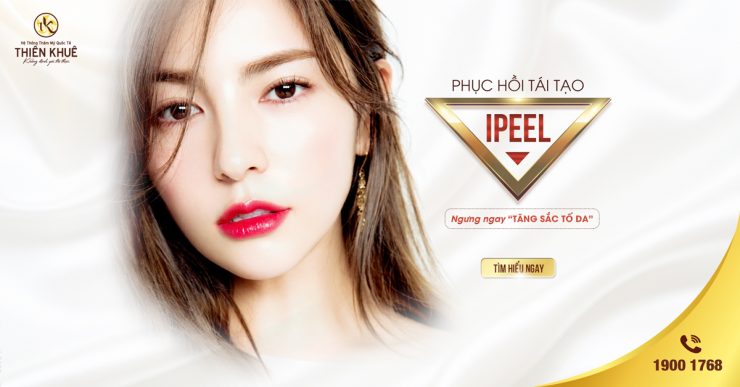 Hệ Thống Thẩm Mỹ Quốc Tế
THIÊN KHUÊ
PHỤC HỒI TÁI TẠO
IPEEL
Ngưng ngay “TĂNG SẮC TỐ DA”
TÌM HIỂU NGAY
1900 1768